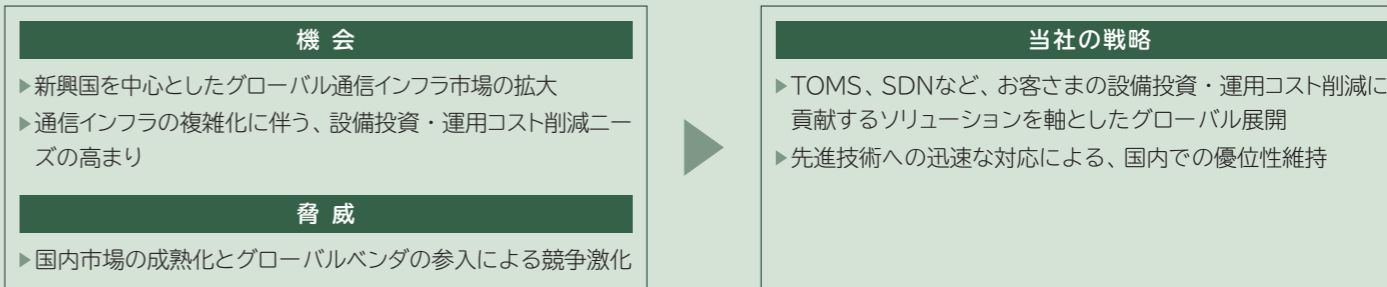 機 会
▶新興国を中心としたグローバル通信インフラ市場の拡大
▶通信インフラの複雑化に伴う、設備投資・運用コスト削減ニー
ズの高まり
脅 威
▶国内市場の成熟化とグローバルベンダの参入による競争激化
当社の戦略
▶TOMS、SDNなど、お客さまの設備投資・運用コスト削減に
貢献するソリューションを軸としたグローバル展開
▶先進技術への迅速な対応による、国内での優位性維持